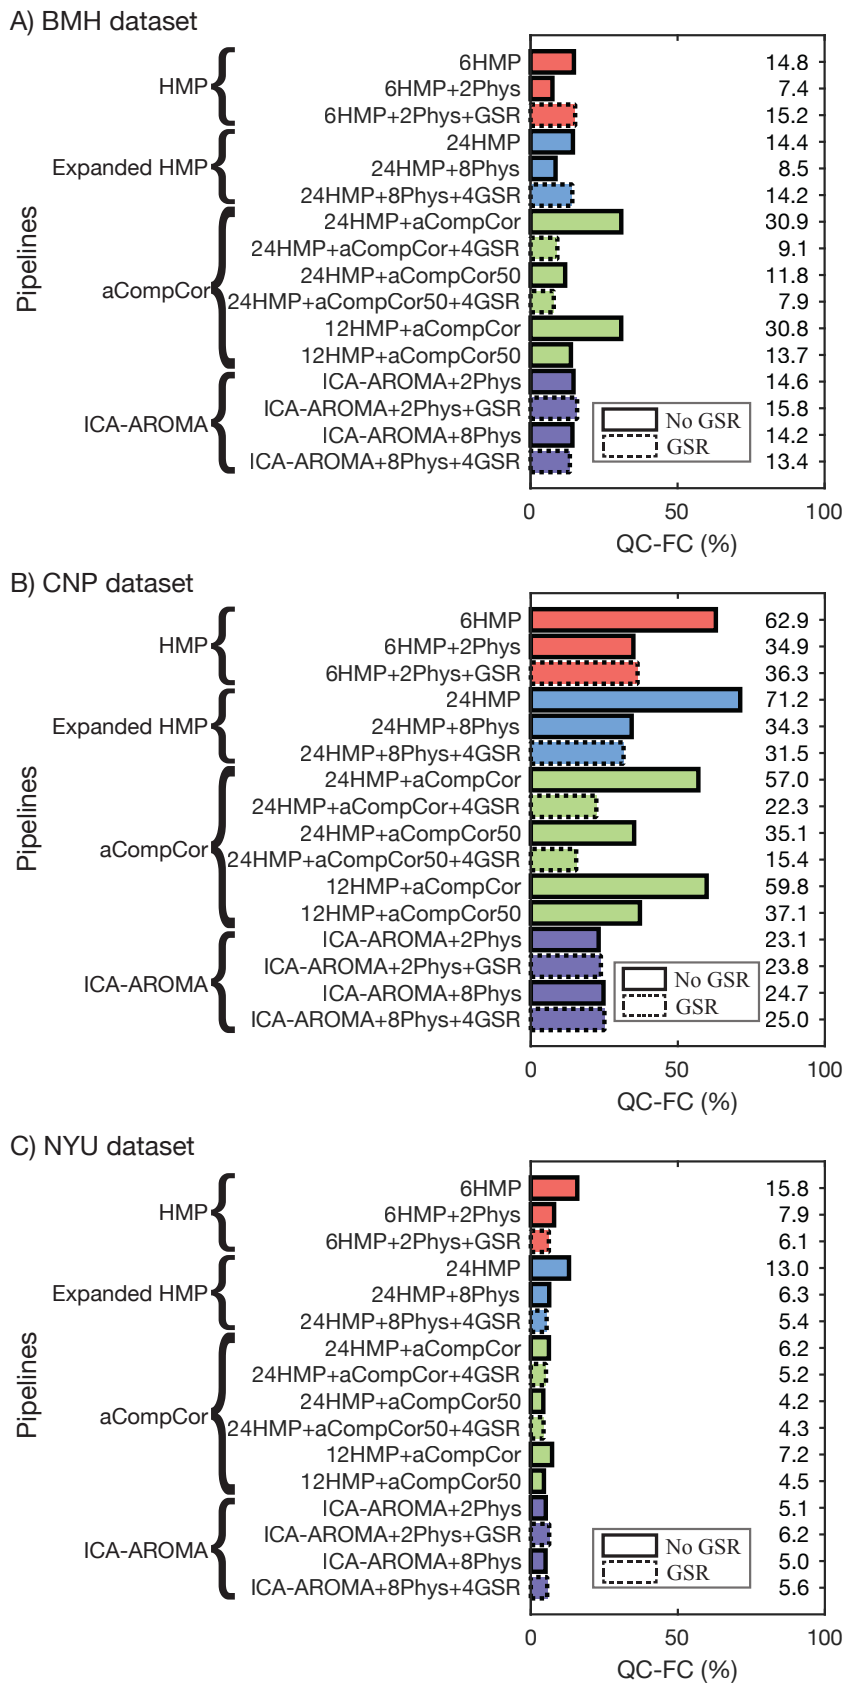 A) BMH dataset
Pipelines
HMP
6HMP 14.8
6HMP+2Phys 7.4
6HMP+2Phys+GSR 15.2
Expanded HMP
24HMP 14.4
24HMP+8Phys 8.5
24HMP+8Phys+4GSR 14.2
aCompCor
24HMP+aCompCor 30.9
24HMP+aCompCor+4GSR 9.1
24HMP+aCompCor50 11.8
24HMP+aCompCor50+4GSR 7.9
12HMP+aCompCor 30.8
12HMP+aCompCor50 13.7
ICA-AROMA
ICA-AROMA+2Phys 14.6
ICA-AROMA+2Phys+GSR 15.8
ICA-AROMA+8Phys 14.2
ICA-AROMA+8Phys+4GSR 13.4
No GSR
GSR
0 50 100
QC-FC (%)
B) CNP dataset
Pipelines
HMP
6HMP 62.9
6HMP+2Phys 34.9
6HMP+2Phys+GSR 36.3
Expanded HMP
24HMP 71.2
24HMP+8Phys 34.3
24HMP+8Phys+4GSR 31.5
aCompCor
24HMP+aCompCor 57.0
24HMP+aCompCor+4GSR 22.3
24HMP+aCompCor50 35.1
24HMP+aCompCor50+4GSR 15.4
12HMP+aCompCor 59.8
12HMP+aCompCor50 37.1
ICA-AROMA
ICA-AROMA+2Phys 23.1
ICA-AROMA+2Phys+GSR 23.8
ICA-AROMA+8Phys 24.7
ICA-AROMA+8Phys+4GSR 25.0
No GSR
GSR
0 50 100
QC-FC (%)
C) NYU dataset
Pipelines
HMP
6HMP 15.8
6HMP+2Phys 7.9
6HMP+2Phys+GSR 6.1
Expanded HMP
24HMP 13.0
24HMP+8Phys 6.3
24HMP+8Phys+4GSR 5.4
aCompCor
24HMP+aCompCor 6.2
24HMP+aCompCor+4GSR 5.2
24HMP+aCompCor50 4.2
24HMP+aCompCor50+4GSR 4.3
12HMP+aCompCor 7.2
12HMP+aCompCor50 4.5
ICA-AROMA
ICA-AROMA+2Phys 5.1
ICA-AROMA+2Phys+GSR 6.2
ICA-AROMA+8Phys 5.0
ICA-AROMA+8Phys+4GSR 5.6
No GSR
GSR
0 50 100
QC-FC (%)